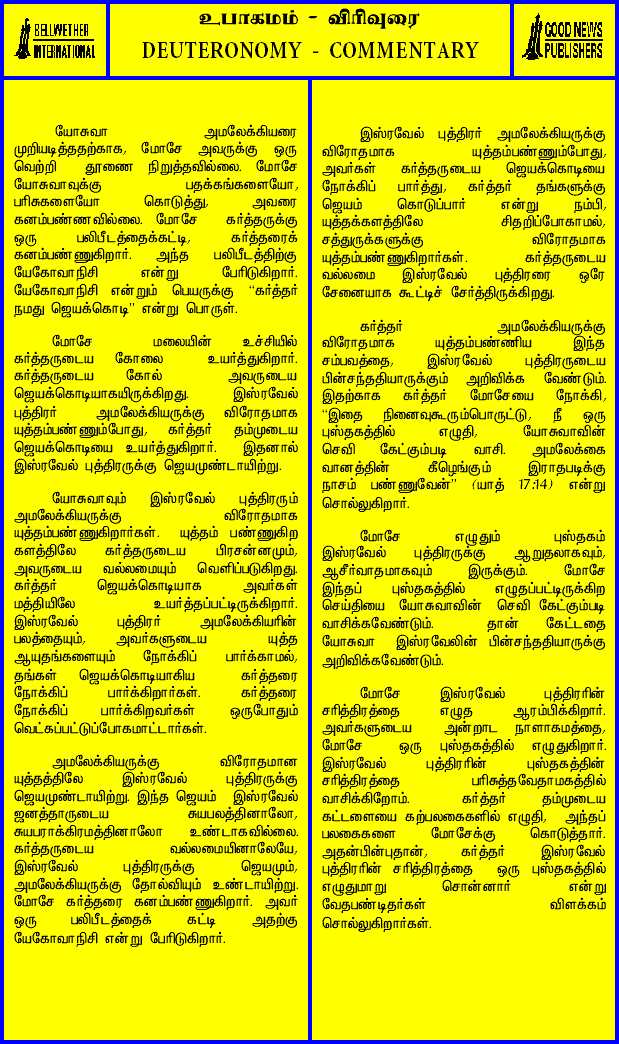 BELLWETHER
INTERNATIONAL
உபாகமம் - விரிவுரை
DEUTERONOMY - COMMENTARY
GOOD NEWS
PUBLISHERS
யோசுவா அமலேக்கியரை
முறியடித்ததற்காக, மோசே அவருக்கு ஒரு
வெற்றி தூணை நிறுத்தவில்லை. மோசே
யோசுவாவுக்கு பதக்கங்களையோ,
பரிசுகளையோ கொடுத்து, அவரை
கனம்பண்ணவில்லை. மோசே கர்த்தருக்கு
ஒரு பலிபீடத்தைக்கட்டி, கர்த்தரைக்
கனம்பண்ணுகிறார். அந்த பலிபீடத்திற்கு
யேகோவாநிசி என்று பேரிடுகிறார்.
யேகோவாநிசி என்றும் பெயருக்கு “கர்த்தர்
நமது ஜெயக்கொடி” என்று பொருள்.
மோசே மலையின் உச்சியில்
கர்த்தருடைய கோலை உயர்த்துகிறார்.
கர்த்தருடைய கோல் அவருடைய
ஜெயக்கொடியாகயிருக்கிறது. இஸ்ரவேல்
புத்திரர் அமலேக்கியருக்கு விரோதமாக
யுத்தம்பண்ணும்போது, கர்த்தர் தம்முடைய
ஜெயக்கொடியை உயர்த்துகிறார். இதனால்
இஸ்ரவேல் புத்திரருக்கு ஜெயமுண்டாயிற்று.
யோசுவாவும் இஸ்ரவேல் புத்திரரும்
அமலேக்கியருக்கு விரோதமாக
யுத்தம்பண்ணுகிறார்கள். யுத்தம் பண்ணுகிற
களத்திலே கர்த்தருடைய பிரசன்னமும்,
அவருடைய வல்லமையும் வெளிப்படுகிறது.
கர்த்தர் ஜெயக்கொடியாக அவர்கள்
மத்தியிலே உயர்த்தப்பட்டிருக்கிறார்.
இஸ்ரவேல் புத்திரர் அமலேக்கியரின்
பலத்தையும், அவர்களுடைய யுத்த
ஆயுதங்களையும் நோக்கிப் பார்க்காமல்,
தங்கள் ஜெயக்கொடியாகிய கர்த்தரை
நோக்கிப் பார்க்கிறார்கள். கர்த்தரை
நோக்கிப் பார்க்கிறவர்கள் ஒருபோதும்
வெட்கப்பட்டுப்போகமாட்டார்கள்.
அமலேக்கியருக்கு விரோதமான
யுத்தத்திலே இஸ்ரவேல் புத்திரருக்கு
ஜெயமுண்டாயிற்று. இந்த ஜெயம் இஸ்ரவேல்
ஜனத்தாருடைய சுயபலத்தினாலோ,
சுயபராக்கிரமத்தினாலோ உண்டாகவில்லை.
கர்த்தருடைய வல்லமையினாலேயே,
இஸ்ரவேல் புத்திரருக்கு ஜெயமும்,
அமலேக்கியருக்கு தோல்வியும் உண்டாயிற்று.
மோசே கர்த்தரை கனம்பண்ணுகிறார். அவர்
ஒரு பலிபீடத்தைக் கட்டி அதற்கு
யேகோவாநிசி என்று பேரிடுகிறார்.
இஸ்ரவேல் புத்திரர் அமலேக்கியருக்கு
விரோதமாக யுத்தம்பண்ணும்போது,
அவர்கள் கர்த்தருடைய ஜெயக்கொடியை
நோக்கிப் பார்த்து, கர்த்தர் தங்களுக்கு
ஜெயம் கொடுப்பார் என்று நம்பி,
யுத்தக்களத்திலே சிதறிப்போகாமல்,
சத்துருக்களுக்கு விரோதமாக
யுத்தம்பண்ணுகிறார்கள். கர்த்தருடைய
வல்லமை இஸ்ரவேல் புத்திரரை ஒரே
சேனையாக கூட்டிச் சேர்த்திருக்கிறது.
கர்த்தர் அமலேக்கியருக்கு
விரோதமாக யுத்தம்பண்ணிய இந்த
சம்பவத்தை, இஸ்ரவேல் புத்திரருடைய
பின்சந்ததியாருக்கும் அறிவிக்க வேண்டும்.
இதற்காக கர்த்தர் மோசேயை நோக்கி,
“இதை நினைவுகூரும்பொருட்டு, நீ ஒரு
புஸ்தகத்தில் எழுதி, யோசுவாவின்
செவி கேட்கும்படி வாசி. அமலேக்கை
வானத்தின் கீழெங்கும் இராதபடிக்கு
நாசம் பண்ணுவேன்” (யாத் 17:14) என்று
சொல்லுகிறார்.
மோசே எழுதும் புஸ்தகம்
இஸ்ரவேல் புத்திரருக்கு ஆறுதலாகவும்,
ஆசீர்வாதமாகவும் இருக்கும். மோசே
இந்தப் புஸ்தகத்தில் எழுதப்பட்டிருக்கிற
செய்தியை யோசுவாவின் செவி கேட்கும்படி
வாசிக்கவேண்டும். தான் கேட்டதை
யோசுவா இஸ்ரவேலின் பின்சந்ததியாருக்கு
அறிவிக்கவேண்டும்.
மோசே இஸ்ரவேல் புத்திரரின்
சரித்திரத்தை எழுத ஆரம்பிக்கிறார்.
அவர்களுடைய அன்றாட நாளாகமத்தை,
மோசே ஒரு புஸ்தகத்தில் எழுதுகிறார்.
இஸ்ரவேல் புத்திரரின் புஸ்தகத்தின்
சரித்திரத்தை பரிசுத்தவேதாமகத்தில்
வாசிக்கிறோம். கர்த்தர் தம்முடைய
கட்டளையை கற்பலகைகளில் எழுதி, அந்தப்
பலகைகளை மோசேக்கு கொடுத்தார்.
அதன்பின்புதான், கர்த்தர் இஸ்ரவேல்
புத்திரரின் சரித்திரத்தை ஒரு புஸ்தகத்தில்
எழுதுமாறு சொன்னார் என்று
வேதபண்டிதர்கள் விளக்கம்
சொல்லுகிறார்கள்.